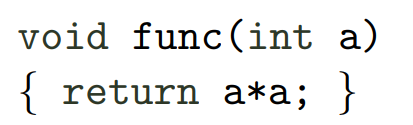 void func(int a)
{ return a*a; }